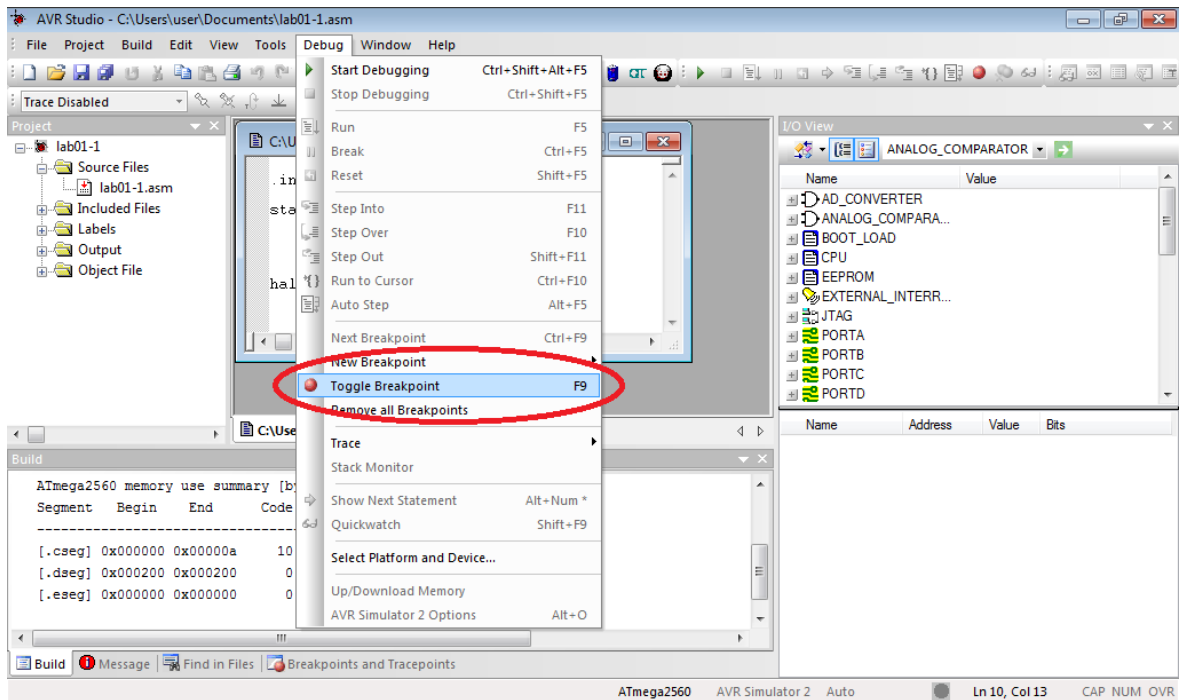 AVR Studio - C:\Users\user\Documents\lab01-1.asm
File Project Build Edit View Tools Debug Window Help
Trace Disabled
Project
lab01-1
Source Files
lab01-1.asm
Included Files
Labels
Output
Object File
C:\U
.in
sta
hal
Start Debugging Ctrl+Shift+Alt+F5
Stop Debugging Ctrl+Shift+F5
Run F5
Break Ctrl+F5
Reset Shift+F5
Step Into F11
Step Over F10
Step Out Shift+F11
Run to Cursor Ctrl+F10
Auto Step Alt+F5
Next Breakpoint Ctrl+F9
New Breakpoint
Toggle Breakpoint F9
Remove all Breakpoints
Trace
Stack Monitor
Show Next Statement Alt+Num *
Quickwatch Shift+F9
Select Platform and Device...
Up/Download Memory
AVR Simulator 2 Options Alt+O
C:\Use
I/O View
ANALOG_COMPARATOR
Name Value
AD_CONVERTER
ANALOG_COMPARA...
BOOT_LOAD
CPU
EEPROM
EXTERNAL_INTERR...
JTAG
PORTA
PORTB
PORTC
PORTD
Name Address Value Bits
Build
ATmega2560 memory use summary [by
Segment Begin End Code
[.cseg] 0x000000 0x00000a 10
[.dseg] 0x000200 0x000200 0
[.eseg] 0x000000 0x000000 0
Build Message Find in Files Breakpoints and Tracepoints
ATmega2560 AVR Simulator 2 Auto Ln 10, Col 13 CAP NUM OVR